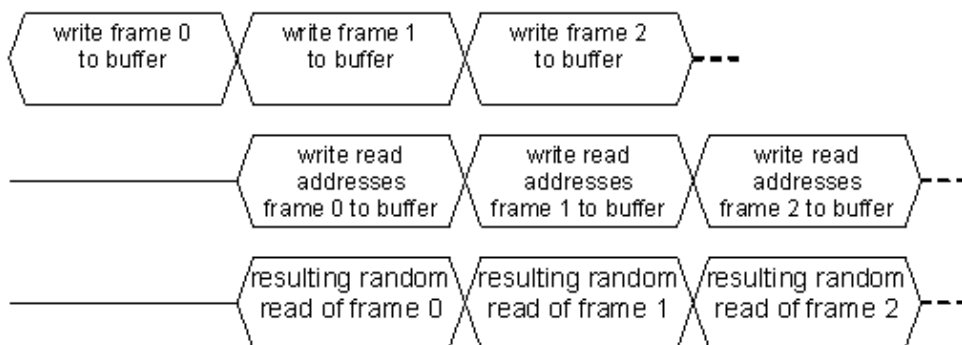 write frame 0
to buffer
write frame 1
to buffer
write frame 2
to buffer
write read
addresses
frame 0 to buffer
write read
addresses
frame 1 to buffer
write read
addresses
frame 2 to buffer
resulting random
read of frame 0
resulting random
read of frame 1
resulting random
read of frame 2